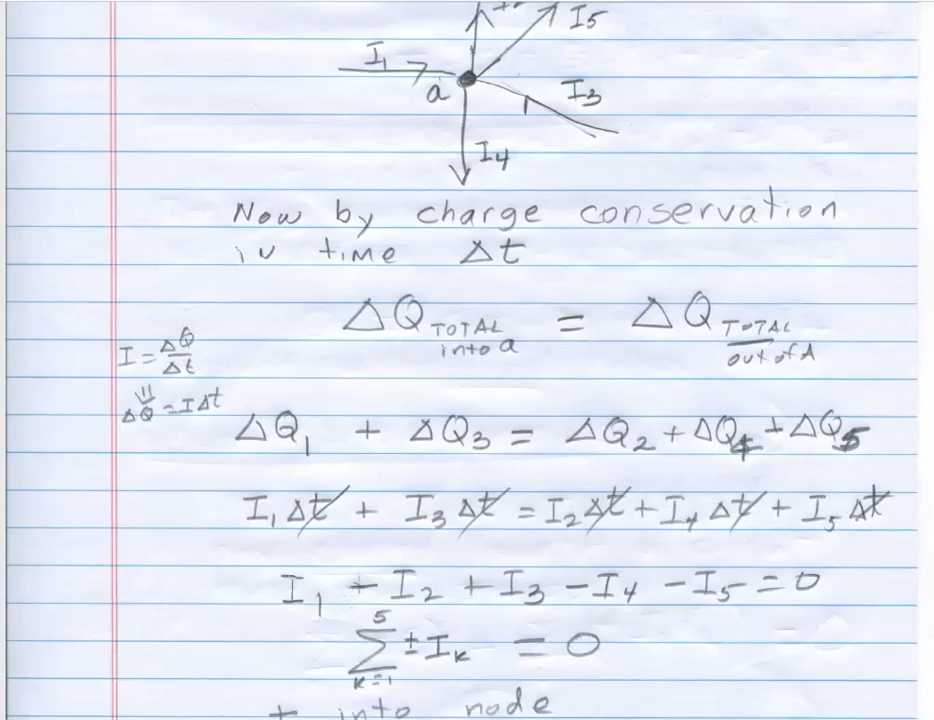 I5
I1
a
I3
I4
Now by charge conservation
in time Δt
ΔQ TOTAL into a = ΔQ TOTAL out of A
I = ΔQ/Δt
⇓
ΔQ = IΔt
ΔQ1 + ΔQ3 = ΔQ2 + ΔQ4 + ΔQ5
I1 Δt + I3 Δt = I2 Δt + I4 Δt + I5 Δt
I1 - I2 + I3 - I4 - I5 = 0
5
∑ ± Ik = 0
k=1
+ into node